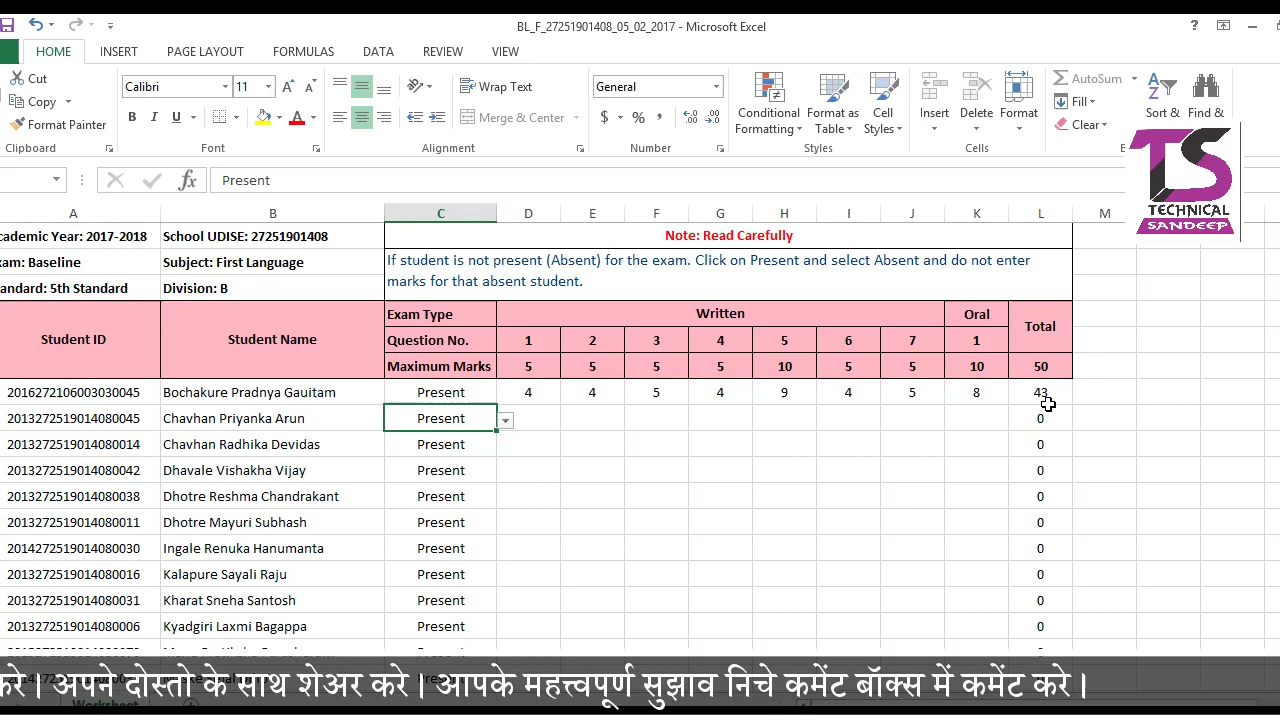 BL_F_27251901408_05_02_2017 - Microsoft Excel
HOME INSERT PAGE LAYOUT FORMULAS DATA REVIEW VIEW
Cut
Copy
Format Painter
Clipboard
Calibri 11
B I U
Font
Wrap Text
Merge & Center
Alignment
General
$ % ,
Number
Conditional Formatting
Format as Table
Cell Styles
Styles
Insert Delete Format
Cells
AutoSum
Fill
Clear
Sort & Find &
TS
TECHNICAL
SANDEEP
fx Present
A B C D E F G H I J K L M
cademic Year: 2017-2018 School UDISE: 27251901408 Note: Read Carefully
xam: Baseline Subject: First Language If student is not present (Absent) for the exam. Click on Present and select Absent and do not enter
marks for that absent student.
andard: 5th Standard Division: B
Student ID Student Name Exam Type Written Oral Total
Question No. 1 2 3 4 5 6 7 1
Maximum Marks 5 5 5 5 10 5 5 10 50
2016272106003030045 Bochakure Pradnya Gauitam Present 4 4 5 4 9 4 5 8 43
2013272519014080045 Chavhan Priyanka Arun Present 0
2013272519014080014 Chavhan Radhika Devidas Present 0
2013272519014080042 Dhavale Vishakha Vijay Present 0
2013272519014080038 Dhotre Reshma Chandrakant Present 0
2013272519014080011 Dhotre Mayuri Subhash Present 0
2014272519014080030 Ingale Renuka Hanumanta Present 0
2013272519014080016 Kalapure Sayali Raju Present 0
2013272519014080031 Kharat Sneha Santosh Present 0
2013272519014080006 Kyadgiri Laxmi Bagappa Present 0
करे। अपने दोस्तो के साथ शेअर करे। आपके महत्त्वपूर्ण सुझाव निचे कमेंट बॉक्स में कमेंट करे।